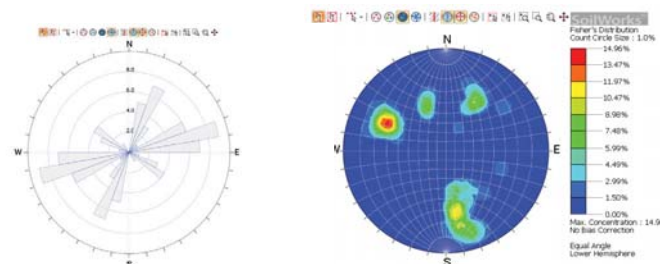 N
8.0
6.0
4.0
2.0
W
E
N
W
E
S
SoilWorks
Fisher's Distribution
Count Circle Size : 1.0%
14.96%
13.47%
11.97%
10.47%
8.98%
7.48%
5.99%
4.49%
2.99%
1.50%
0.00%
Max. Concentration : 14.9
No Bias Correction
Equal Angle
Lower Hemisphere